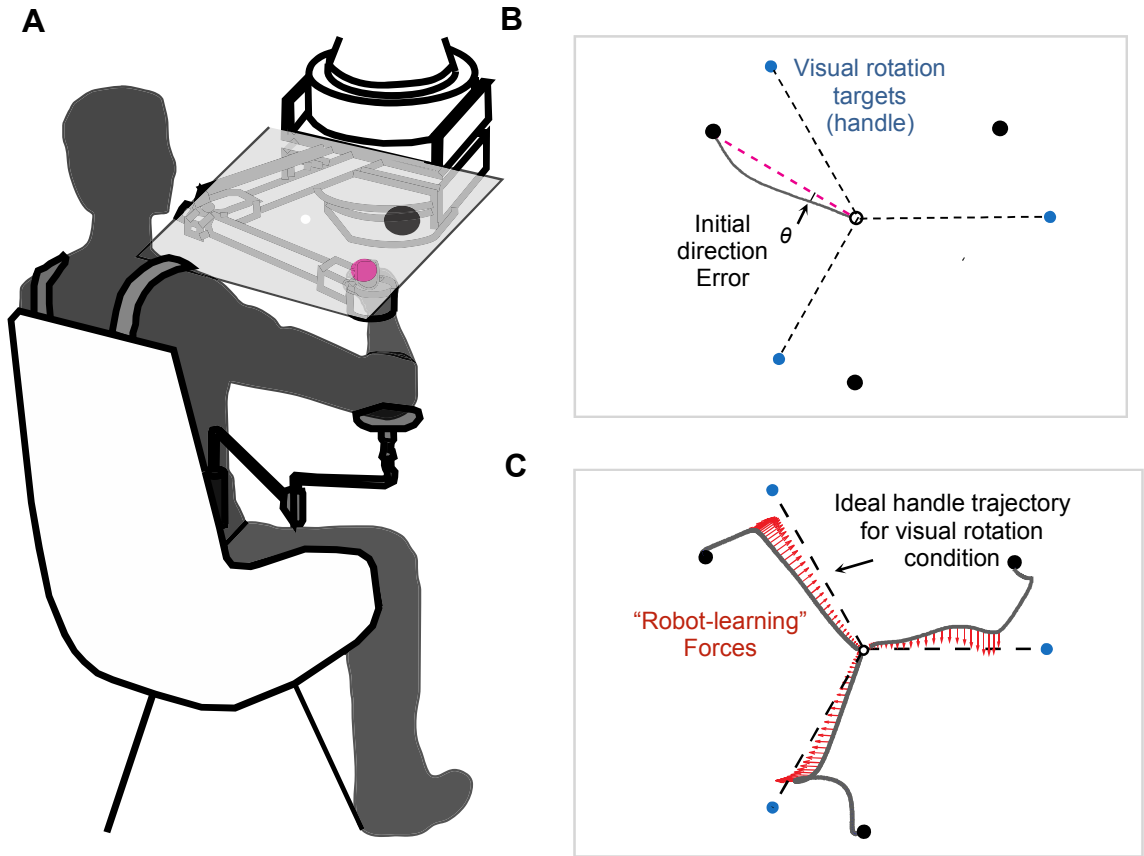 A
B
Visual rotation
targets
(handle)
Initial
direction
Error
θ
C
Ideal handle trajectory
for visual rotation
condition
“Robot-learning”
Forces